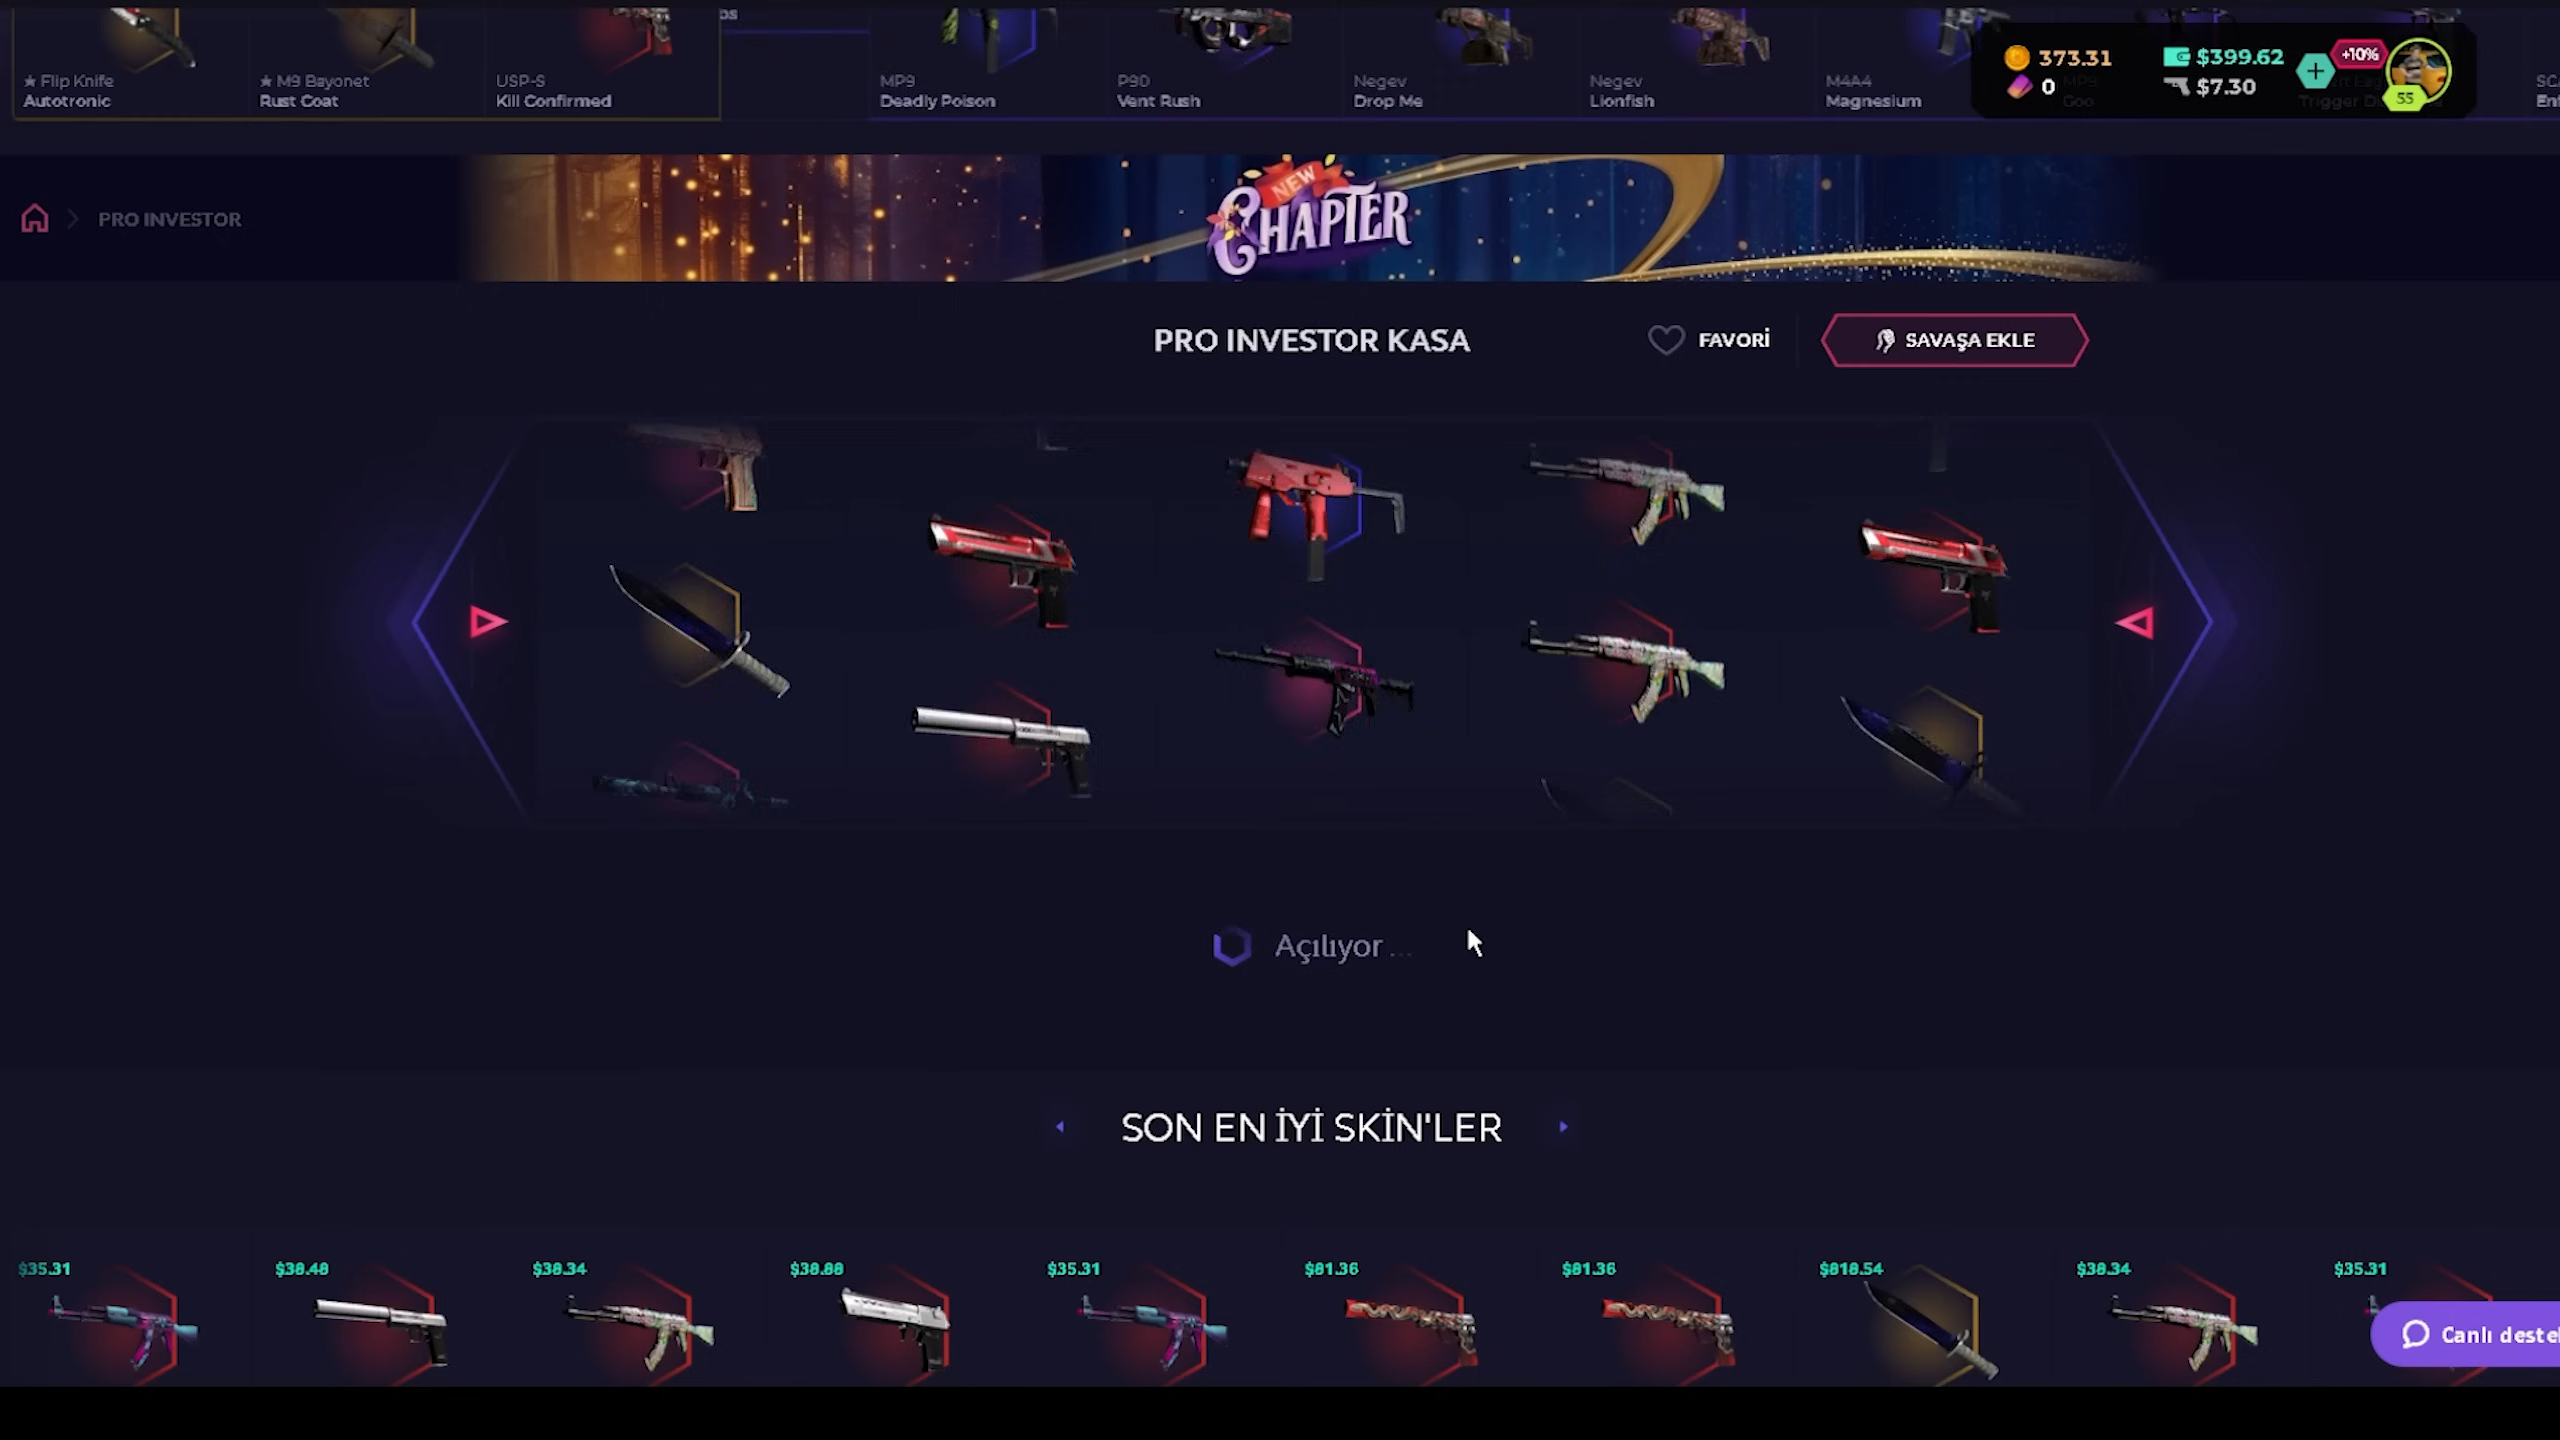 ★ Flip Knife
Autotronic
★ M9 Bayonet
Rust Coat
USP-S
Kill Confirmed
MP9
Deadly Poison
P90
Vent Rush
Negev
Drop Me
Negev
Lionfish
M4A4
Magnesium
MP9
Goo
373.31
0
$399.62
$7.30
+10%
55
PRO INVESTOR
NEW
CHAPTER
PRO INVESTOR KASA
FAVORİ
SAVAŞA EKLE
Açılıyor ...
SON EN İYİ SKİN'LER
$35.31
$38.48
$38.34
$38.88
$35.31
$81.36
$81.36
$818.54
$38.34
$35.31
Canlı deste